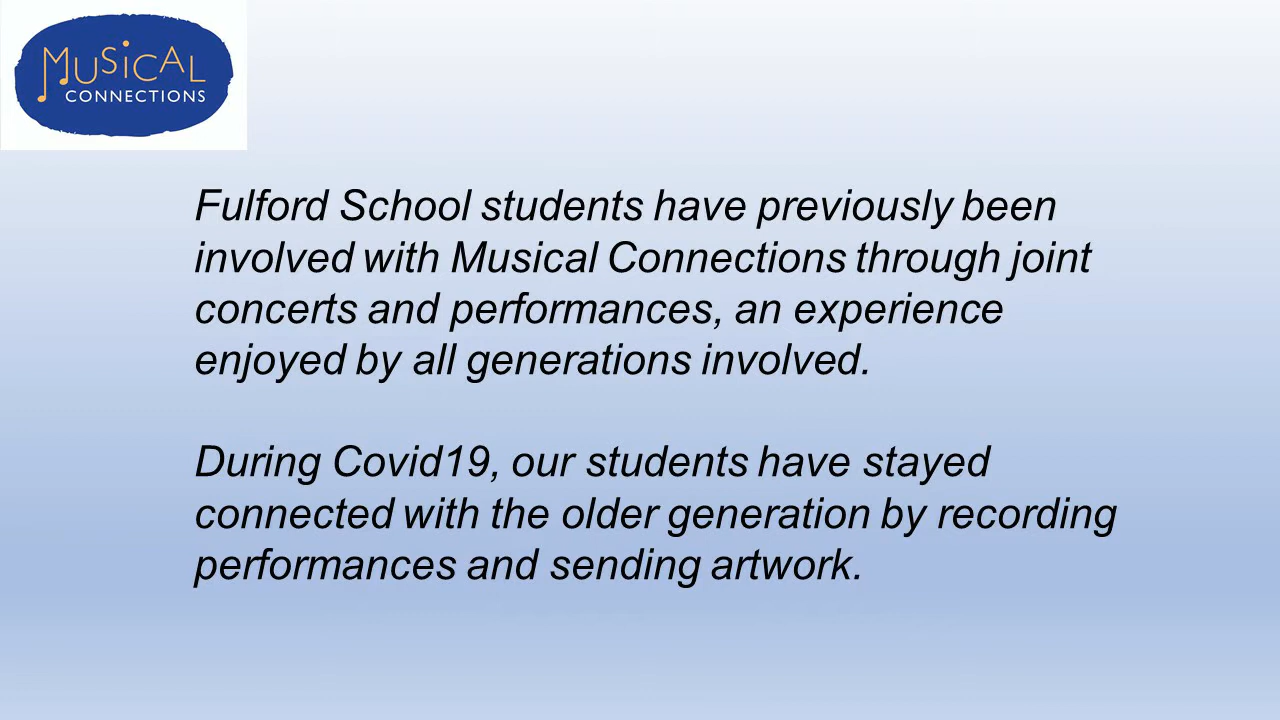 MUSiCAL
CONNECTIONS
Fulford School students have previously been
involved with Musical Connections through joint
concerts and performances, an experience
enjoyed by all generations involved.
During Covid19, our students have stayed
connected with the older generation by recording
performances and sending artwork.